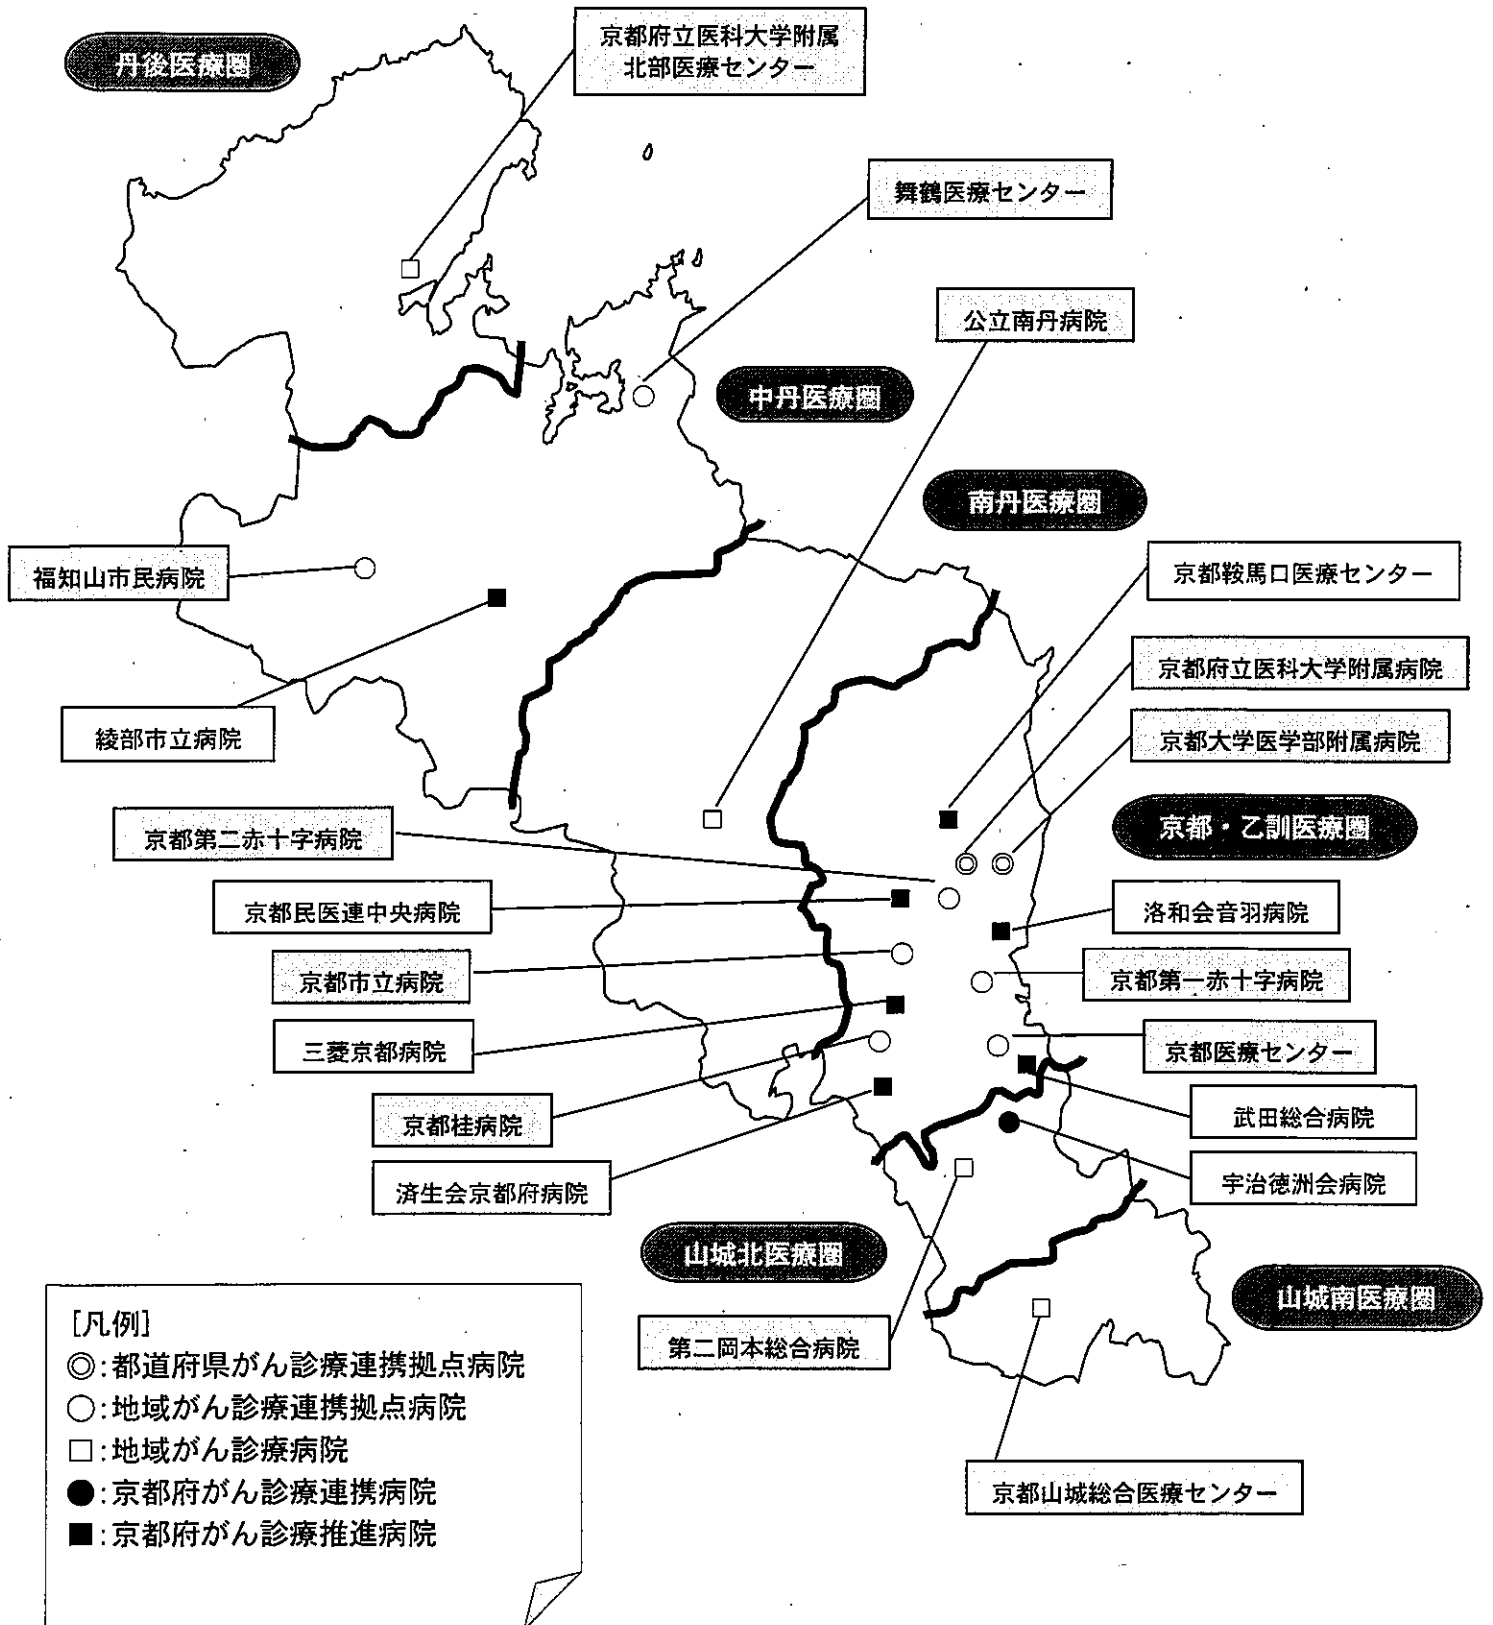 丹後医療圏
京都府立医科大学附属
北部医療センター
舞鶴医療センター
公立南丹病院
中丹医療圏
南丹医療圏
京都鞍馬口医療センター
福知山市民病院
京都府立医科大学附属病院
綾部市立病院
京都大学医学部附属病院
京都第二赤十字病院
京都・乙訓医療圏
京都民医連中央病院
洛和会音羽病院
京都市立病院
京都第一赤十字病院
三菱京都病院
京都医療センター
京都桂病院
武田総合病院
済生会京都府病院
宇治徳洲会病院
山城北医療圏
山城南医療圏
第二岡本総合病院
京都山城総合医療センター
[凡例]
◎:都道府県がん診療連携拠点病院
○:地域がん診療連携拠点病院
□:地域がん診療病院
●:京都府がん診療連携病院
■:京都府がん診療推進病院